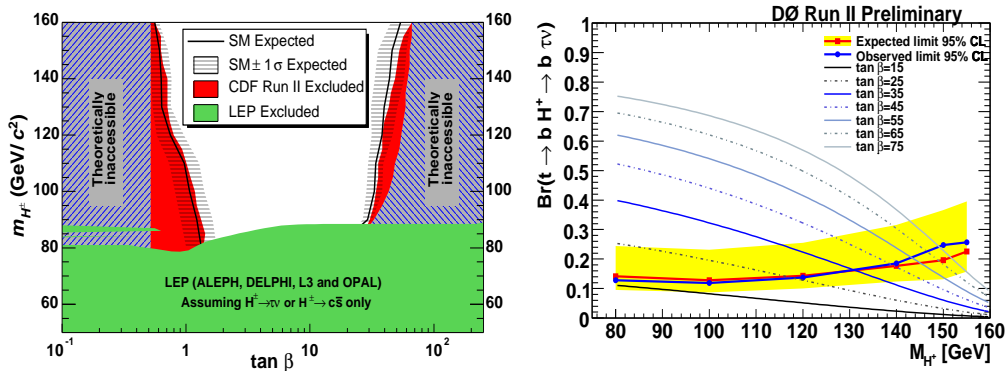 m_H± (GeV/ c²)
160
140
120
100
80
60
160
140
120
100
80
60
SM Expected
SM± 1 σ Expected
CDF Run II Excluded
LEP Excluded
Theoretically
inaccessible
Theoretically
inaccessible
LEP (ALEPH, DELPHI, L3 and OPAL)
Assuming H±→τν or H±→cs̄ only
10⁻¹
1
10
10²
tan β
DØ Run II Preliminary
Br(t → b H⁺ → b τν)
1
0.9
0.8
0.7
0.6
0.5
0.4
0.3
0.2
0.1
0
Expected limit 95% CL
Observed limit 95% CL
tan β=15
tan β=25
tan β=35
tan β=45
tan β=55
tan β=65
tan β=75
80
90
100
110
120
130
140
150
160
M_H⁺ [GeV]